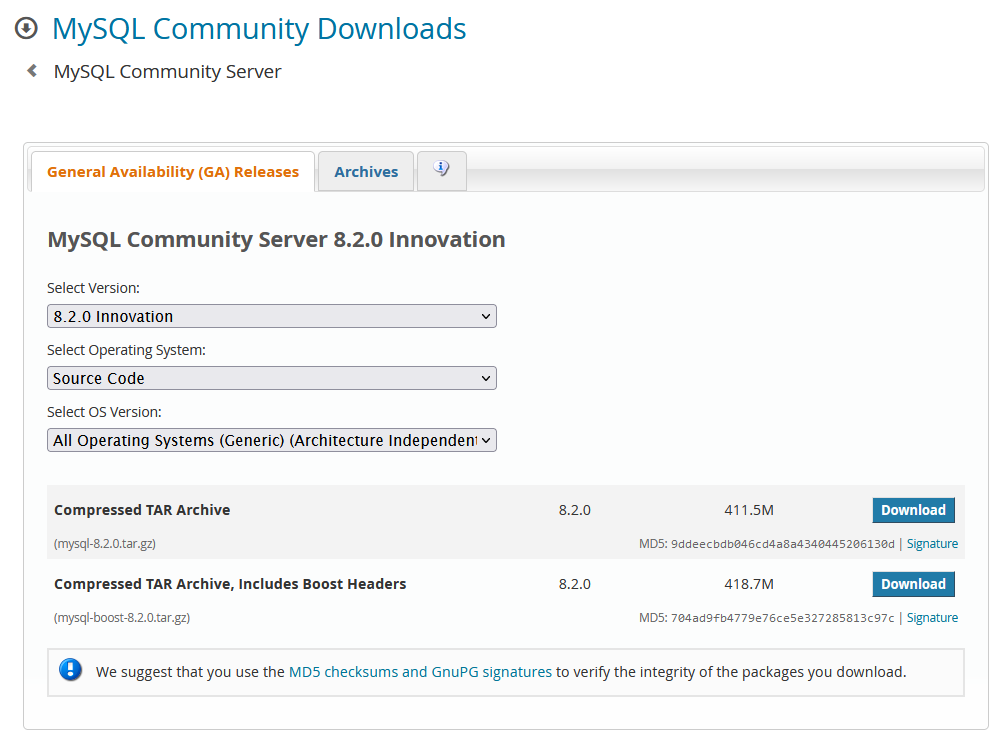 MySQL Community Downloads
MySQL Community Server
General Availability (GA) Releases
Archives
MySQL Community Server 8.2.0 Innovation
Select Version:
8.2.0 Innovation
Select Operating System:
Source Code
Select OS Version:
All Operating Systems (Generic) (Architecture Independent
Compressed TAR Archive 8.2.0 411.5M Download
(mysql-8.2.0.tar.gz) MD5: 9ddeecbdb046cd4a8a4340445206130d | Signature
Compressed TAR Archive, Includes Boost Headers 8.2.0 418.7M Download
(mysql-boost-8.2.0.tar.gz) MD5: 704ad9fb4779e76ce5e327285813c97c | Signature
We suggest that you use the MD5 checksums and GnuPG signatures to verify the integrity of the packages you download.